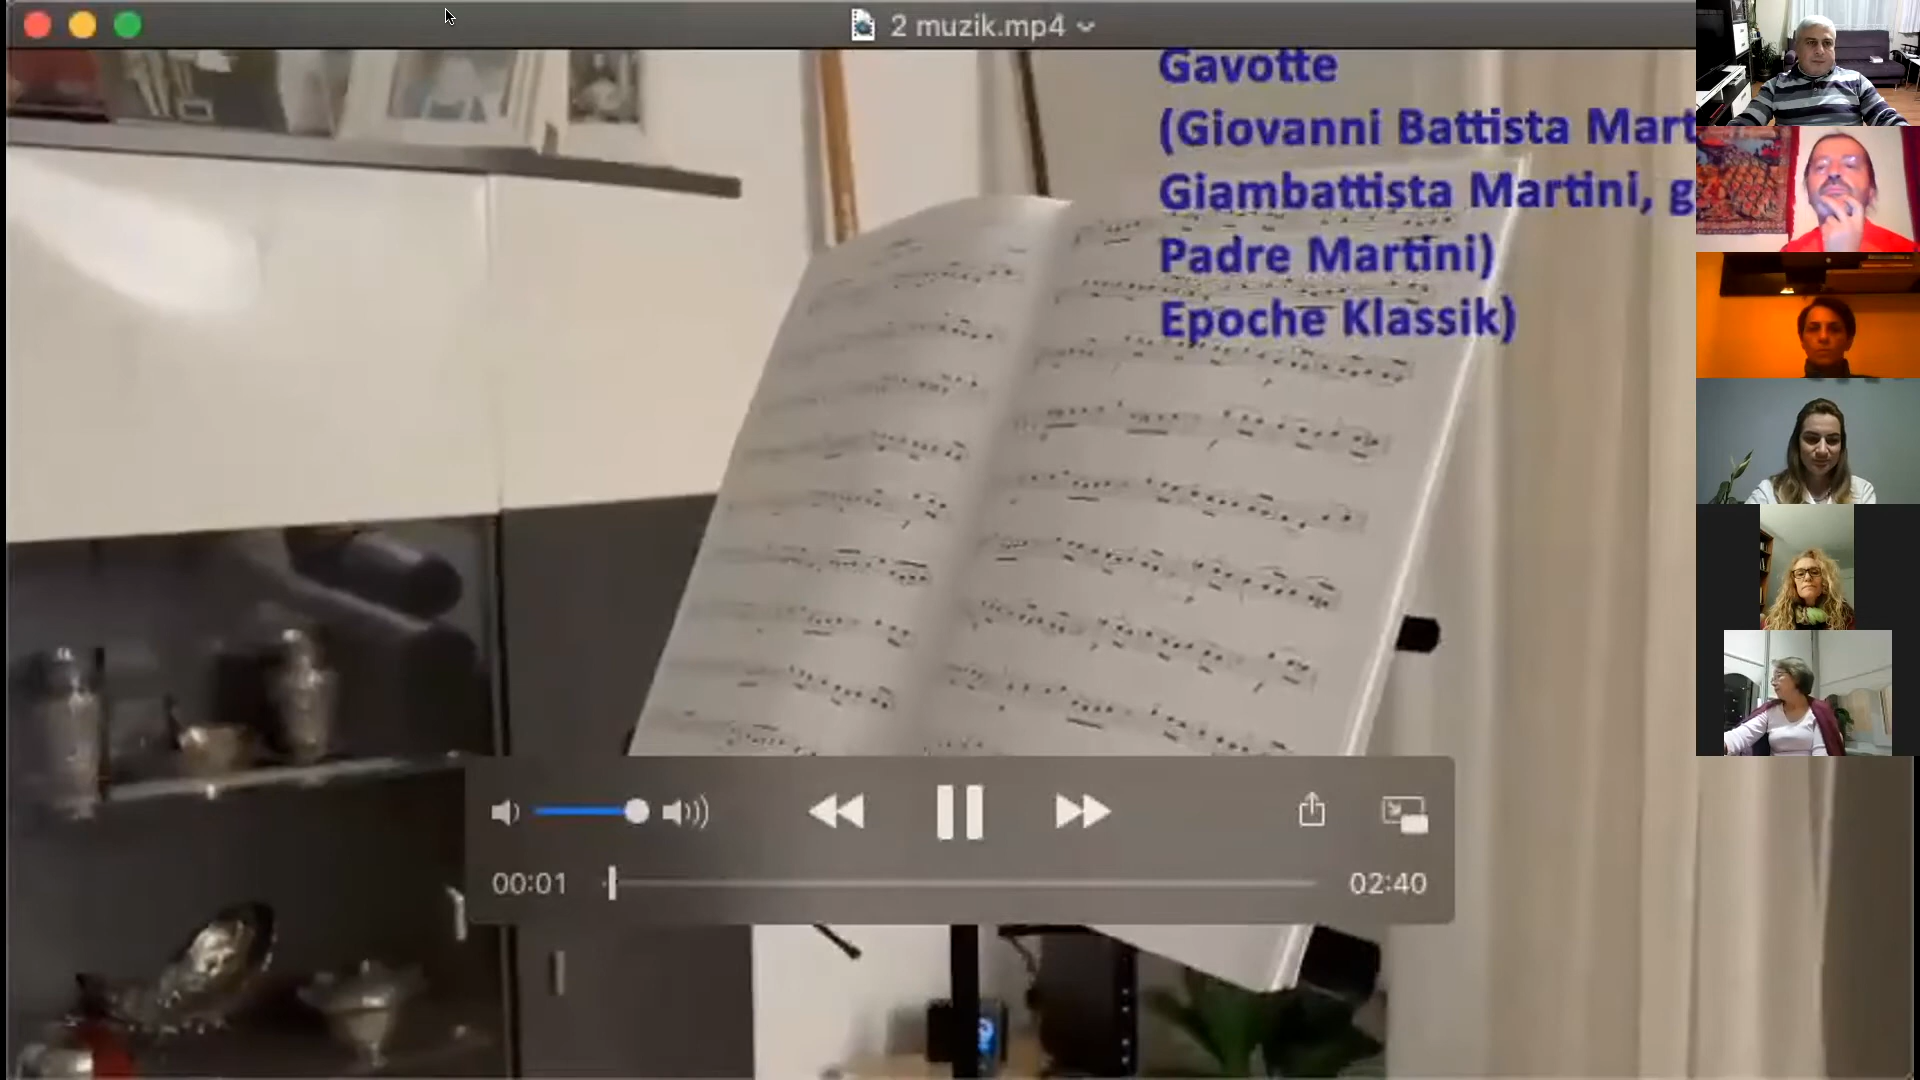 2 muzik.mp4
Gavotte
(Giovanni Battista Mart
Giambattista Martini, g
Padre Martini)
Epoche Klassik)
00:01
02:40